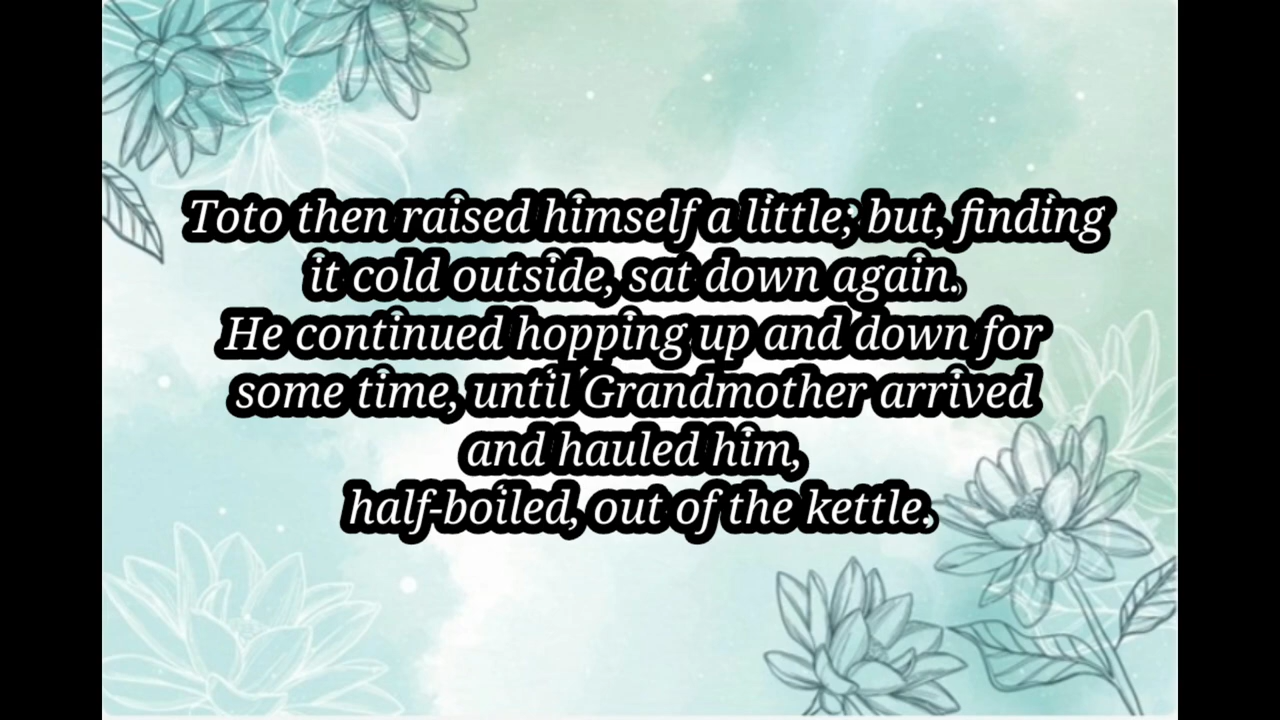 Toto then raised himself a little; but, finding
it cold outside, sat down again.
He continued hopping up and down for
some time, until Grandmother arrived
and hauled him,
half-boiled, out of the kettle.